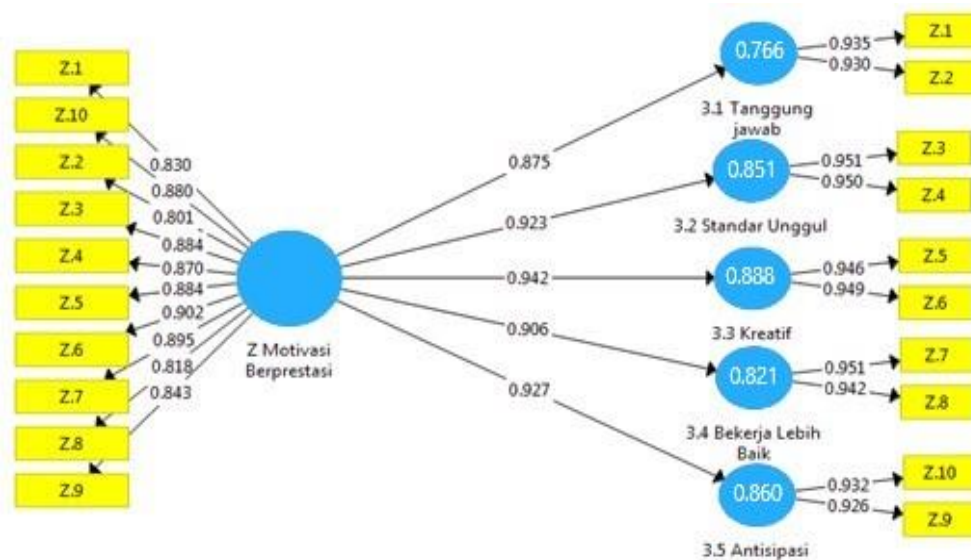 Z.1
Z.10
Z.2
Z.3
Z.4
Z.5
Z.6
Z.7
Z.8
Z.9
0.830
0.880
0.801
0.884
0.870
0.884
0.902
0.895
0.818
0.843
Z Motivasi
Berprestasi
0.875
0.923
0.942
0.906
0.927
0.766
3.1 Tanggung
jawab
0.935
0.930
Z.1
Z.2
0.851
3.2 Standar Unggul
0.951
0.950
Z.3
Z.4
0.888
3.3 Kreatif
0.946
0.949
Z.5
Z.6
0.821
3.4 Bekerja Lebih
Baik
0.951
0.942
Z.7
Z.8
0.860
3.5 Antisipasi
0.932
0.926
Z.10
Z.9